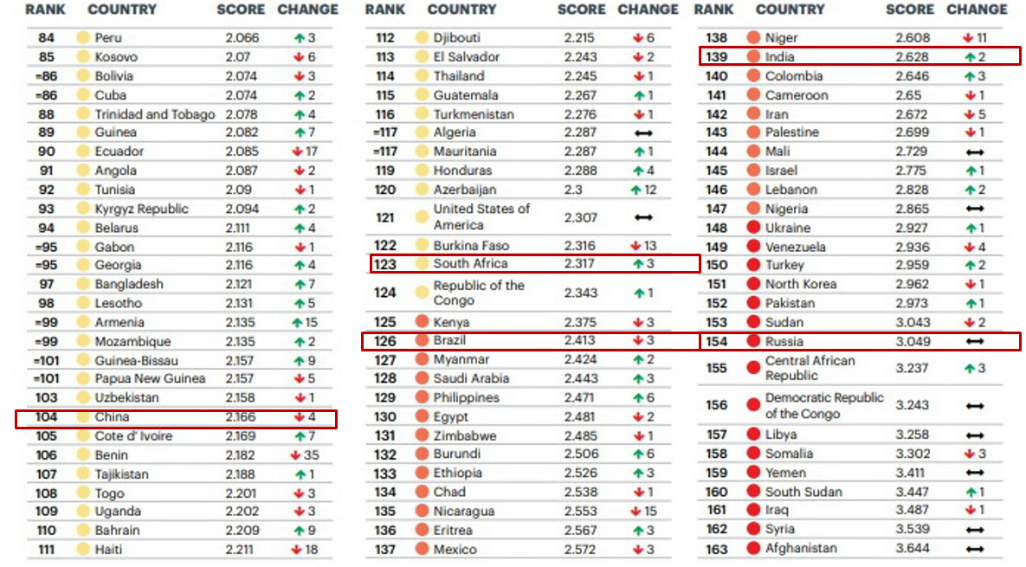 RANK COUNTRY SCORE CHANGE
84 Peru 2.066 ↑ 3
85 Kosovo 2.07 ↓ 6
=86 Bolivia 2.074 ↓ 3
=86 Cuba 2.074 ↑ 2
88 Trinidad and Tobago 2.078 ↑ 4
89 Guinea 2.082 ↑ 7
90 Ecuador 2.085 ↓ 17
91 Angola 2.087 ↓ 2
92 Tunisia 2.09 ↓ 1
93 Kyrgyz Republic 2.094 ↑ 2
94 Belarus 2.111 ↑ 4
=95 Gabon 2.116 ↓ 1
=95 Georgia 2.116 ↑ 4
97 Bangladesh 2.121 ↑ 7
98 Lesotho 2.131 ↑ 5
=99 Armenia 2.135 ↑ 15
=99 Mozambique 2.135 ↑ 2
=101 Guinea-Bissau 2.157 ↑ 9
=101 Papua New Guinea 2.157 ↓ 5
103 Uzbekistan 2.158 ↓ 1
104 China 2.166 ↓ 4
105 Cote d' Ivoire 2.169 ↑ 7
106 Benin 2.182 ↓ 35
107 Tajikistan 2.188 ↑ 1
108 Togo 2.201 ↓ 3
109 Uganda 2.202 ↓ 3
110 Bahrain 2.209 ↑ 9
111 Haiti 2.211 ↓ 18
RANK COUNTRY SCORE CHANGE
112 Djibouti 2.215 ↓ 6
113 El Salvador 2.243 ↓ 2
114 Thailand 2.245 ↓ 1
115 Guatemala 2.267 ↑ 1
116 Turkmenistan 2.276 ↓ 1
=117 Algeria 2.287 ↔
=117 Mauritania 2.287 ↑ 1
119 Honduras 2.288 ↑ 4
120 Azerbaijan 2.3 ↑ 12
121 United States of
America 2.307 ↔
122 Burkina Faso 2.316 ↓ 13
123 South Africa 2.317 ↑ 3
124 Republic of the
Congo 2.343 ↑ 1
125 Kenya 2.375 ↓ 3
126 Brazil 2.413 ↓ 3
127 Myanmar 2.424 ↑ 2
128 Saudi Arabia 2.443 ↑ 3
129 Philippines 2.471 ↑ 6
130 Egypt 2.481 ↓ 2
131 Zimbabwe 2.485 ↓ 1
132 Burundi 2.506 ↑ 6
133 Ethiopia 2.526 ↑ 3
134 Chad 2.538 ↓ 1
135 Nicaragua 2.553 ↓ 15
136 Eritrea 2.567 ↑ 3
137 Mexico 2.572 ↓ 3
RANK COUNTRY SCORE CHANGE
138 Niger 2.608 ↓ 11
139 India 2.628 ↑ 2
140 Colombia 2.646 ↑ 3
141 Cameroon 2.65 ↓ 1
142 Iran 2.672 ↓ 5
143 Palestine 2.699 ↓ 1
144 Mali 2.729 ↔
145 Israel 2.775 ↑ 1
146 Lebanon 2.828 ↑ 2
147 Nigeria 2.865 ↔
148 Ukraine 2.927 ↑ 1
149 Venezuela 2.936 ↓ 4
150 Turkey 2.959 ↑ 2
151 North Korea 2.962 ↓ 1
152 Pakistan 2.973 ↑ 1
153 Sudan 3.043 ↓ 2
154 Russia 3.049 ↔
155 Central African
Republic 3.237 ↑ 3
156 Democratic Republic
of the Congo 3.243 ↔
157 Libya 3.258 ↔
158 Somalia 3.302 ↓ 3
159 Yemen 3.411 ↔
160 South Sudan 3.447 ↑ 1
161 Iraq 3.487 ↓ 1
162 Syria 3.539 ↔
163 Afghanistan 3.644 ↔